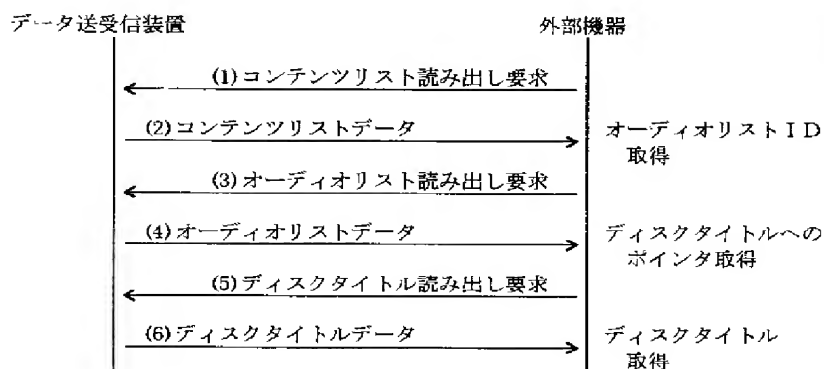 データ送受信装置
外部機器
(1)コンテンツリスト読み出し要求
(2)コンテンツリストデータ
オーディオリストID
取得
(3)オーディオリスト読み出し要求
(4)オーディオリストデータ
ディスクタイトルへの
ポインタ取得
(5)ディスクタイトル読み出し要求
(6)ディスクタイトルデータ
ディスクタイトル
取得